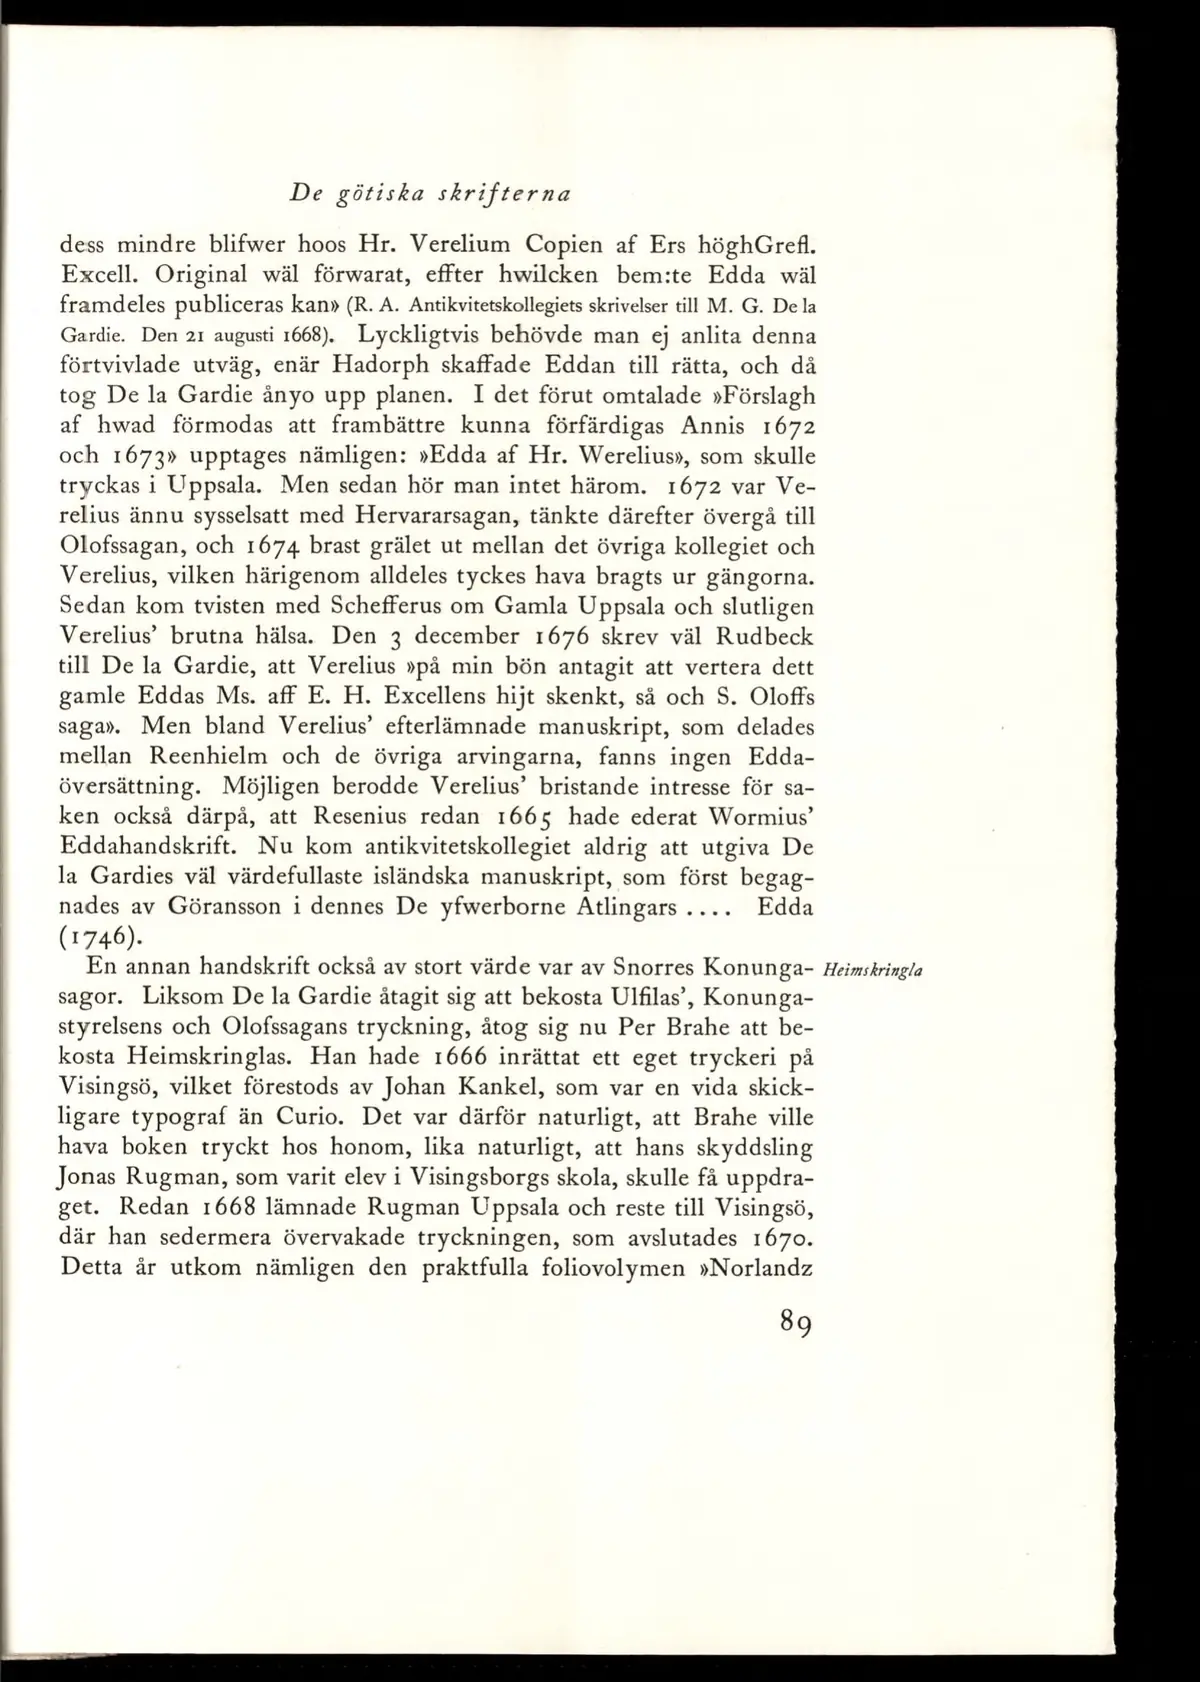 De götiska skrifterna
dess mindre blifwer hoos Hr. Verelium Copien af Ers höghGrefl.
Excell. Original wäl förwarat, effter hwilcken bem:te Edda wäl
framdeles publiceras kan» (R. A. Antikvitetskollegiets skrivelser till M. G. De la
Gardie. Den 21 augusti 1668). Lyckligtvis behövde man ej anlita denna
förtvivlade utväg, enär Hadorph skaffade Eddan till rätta, och då
tog De la Gardie ånyo upp planen. I det förut omtalade »Förslagh
af hwad förmodas att frambättre kunna förfärdigas Annis 1672
och 1673» upptages nämligen: »Edda af Hr. Werelius», som skulle
tryckas i Uppsala. Men sedan hör man intet härom. 1672 var Ve-
relius ännu sysselsatt med Hervararsagan, tänkte därefter övergå till
Olofssagan, och 1674 brast grälet ut mellan det övriga kollegiet och
Verelius, vilken härigenom alldeles tyckes hava bragts ur gängorna.
Sedan kom tvisten med Schefferus om Gamla Uppsala och slutligen
Verelius’ brutna hälsa. Den 3 december 1676 skrev väl Rudbeck
till De la Gardie, att Verelius »på min bön antagit att vertera dett
gamle Eddas Ms. aff E. H. Excellens hijt skenkt, så och S. Oloffs
saga». Men bland Verelius’ efterlämnade manuskript, som delades
mellan Reenhielm och de övriga arvingarna, fanns ingen Edda-
översättning. Möjligen berodde Verelius’ bristande intresse för sa-
ken också därpå, att Resenius redan 1665 hade ederat Wormius’
Eddahandskrift. Nu kom antikvitetskollegiet aldrig att utgiva De
la Gardies väl värdefullaste isländska manuskript, som först begag-
nades av Göransson i dennes De yfwerborne Atlingars .... Edda
(1746).
En annan handskrift också av stort värde var av Snorres Konunga- Heimskringla
sagor. Liksom De la Gardie åtagit sig att bekosta Ulfilas’, Konunga-
styrelsens och Olofssagans tryckning, åtog sig nu Per Brahe att be-
kosta Heimskringlas. Han hade 1666 inrättat ett eget tryckeri på
Visingsö, vilket förestods av Johan Kankel, som var en vida skick-
ligare typograf än Curio. Det var därför naturligt, att Brahe ville
hava boken tryckt hos honom, lika naturligt, att hans skyddsling
Jonas Rugman, som varit elev i Visingsborgs skola, skulle få uppdra-
get. Redan 1668 lämnade Rugman Uppsala och reste till Visingsö,
där han sedermera övervakade tryckningen, som avslutades 1670.
Detta år utkom nämligen den praktfulla foliovolymen »Norlandz
89